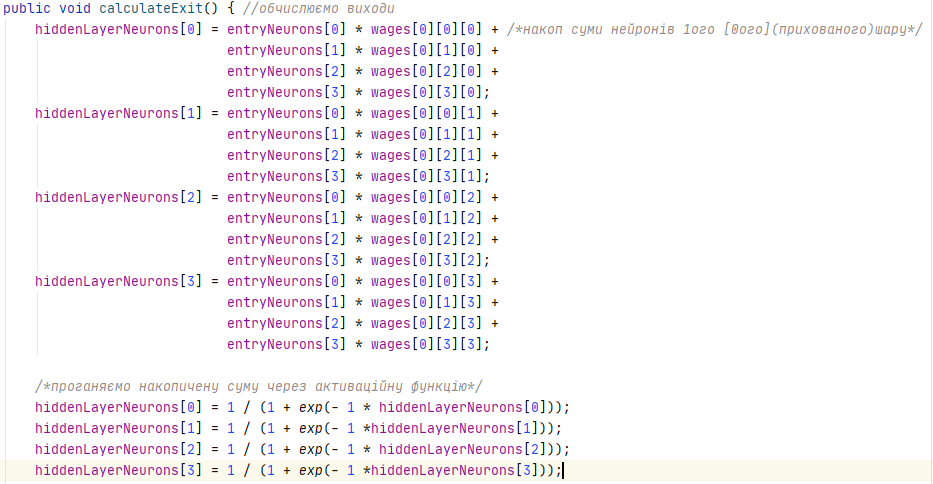 public void calculateExit() { //обчислюємо виходи
hiddenLayerNeurons[0] = entryNeurons[0] * wages[0][0][0] + /*накоп суми нейронів 1ого [0ого](прихованого)шару*/
entryNeurons[1] * wages[0][1][0] +
entryNeurons[2] * wages[0][2][0] +
entryNeurons[3] * wages[0][3][0];
hiddenLayerNeurons[1] = entryNeurons[0] * wages[0][0][1] +
entryNeurons[1] * wages[0][1][1] +
entryNeurons[2] * wages[0][2][1] +
entryNeurons[3] * wages[0][3][1];
hiddenLayerNeurons[2] = entryNeurons[0] * wages[0][0][2] +
entryNeurons[1] * wages[0][1][2] +
entryNeurons[2] * wages[0][2][2] +
entryNeurons[3] * wages[0][3][2];
hiddenLayerNeurons[3] = entryNeurons[0] * wages[0][0][3] +
entryNeurons[1] * wages[0][1][3] +
entryNeurons[2] * wages[0][2][3] +
entryNeurons[3] * wages[0][3][3];
/*проганяємо накопичену суму через активаційну функцію*/
hiddenLayerNeurons[0] = 1 / (1 + exp(- 1 * hiddenLayerNeurons[0]));
hiddenLayerNeurons[1] = 1 / (1 + exp(- 1 *hiddenLayerNeurons[1]));
hiddenLayerNeurons[2] = 1 / (1 + exp(- 1 * hiddenLayerNeurons[2]));
hiddenLayerNeurons[3] = 1 / (1 + exp(- 1 *hiddenLayerNeurons[3]));